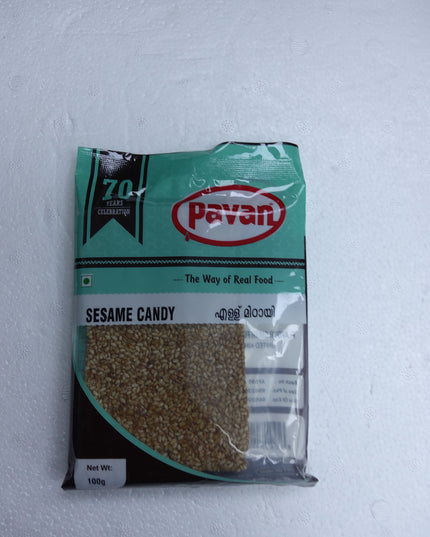 70
YEARS
CELEBRATION
Pavan
The Way of Real Food
SESAME CANDY എള്ള് മിഠായി
Net Wt:
100g